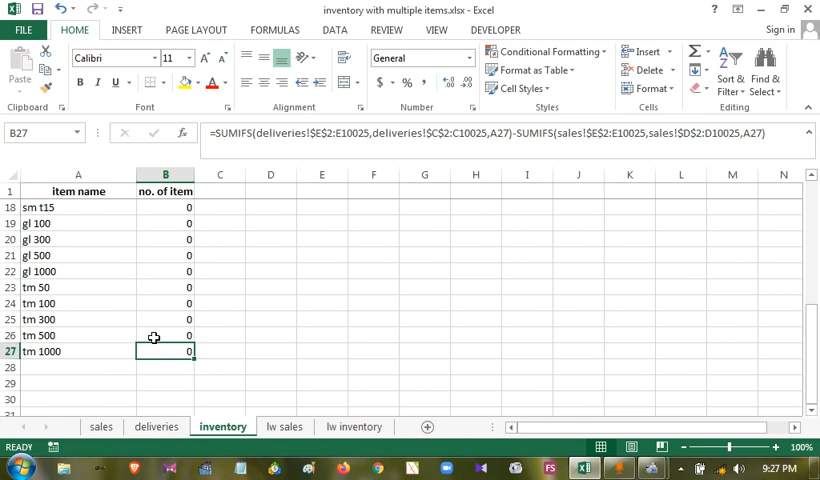 inventory with multiple items.xlsx - Excel
FILE HOME INSERT PAGE LAYOUT FORMULAS DATA REVIEW VIEW DEVELOPER Sign in
Paste
Calibri 11
B I U
General
$ % ,
Conditional Formatting
Format as Table
Cell Styles
Insert
Delete
Format
Sort & Filter
Find & Select
Clipboard Font Alignment Number Styles Cells Editing
B27 fx =SUMIFS(deliveries!$E$2:E10025,deliveries!$C$2:C10025,A27)-SUMIFS(sales!$E$2:E10025,sales!$D$2:D10025,A27)
A B C D E F G H I J K L M N
1 item name no. of item
18 sm t15 0
19 gl 100 0
20 gl 300 0
21 gl 500 0
22 gl 1000 0
23 tm 50 0
24 tm 100 0
25 tm 300 0
26 tm 500 0
27 tm 1000 0
28
29
30
31
sales deliveries inventory lw sales lw inventory
READY 100%
FS 9:27 PM